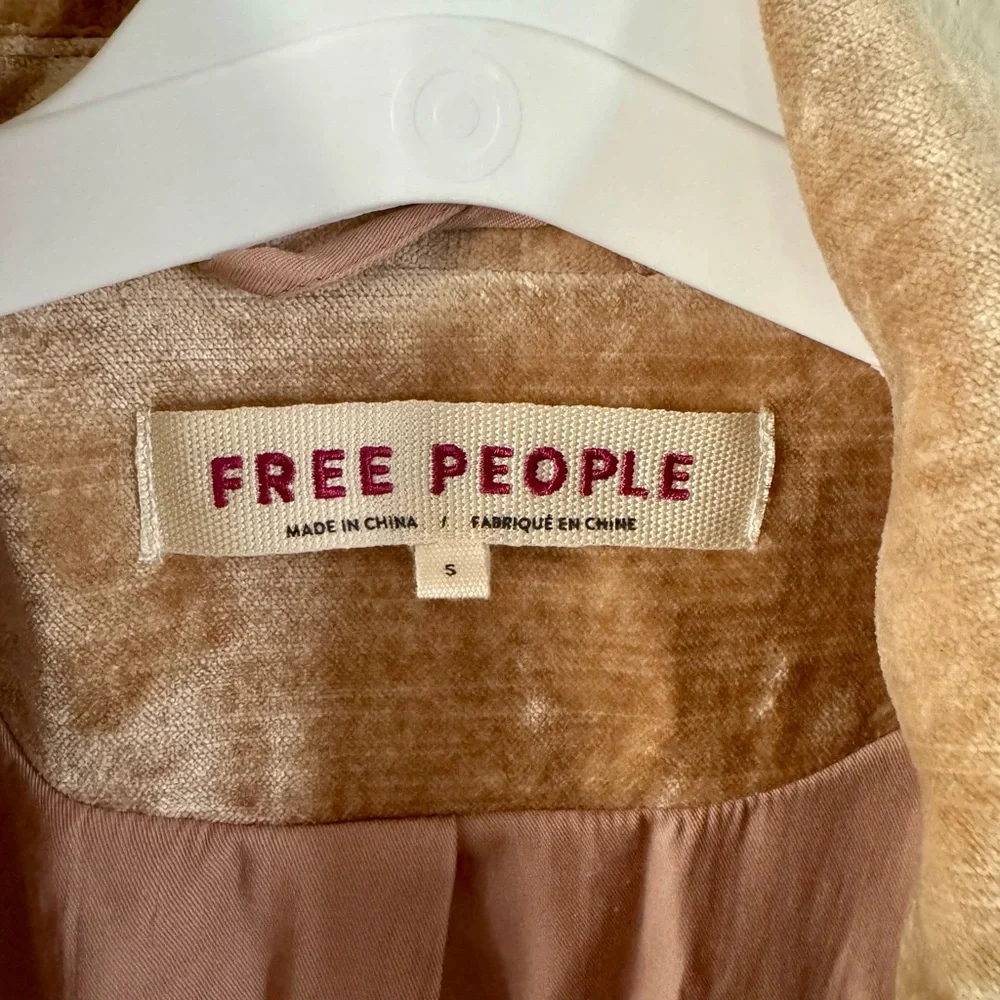 FREE PEOPLE
MADE IN CHINA / FABRIQUÉ EN CHINE
S